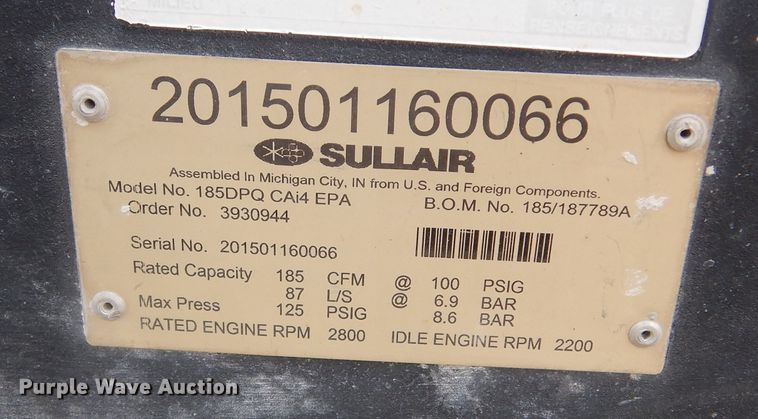 MILIEU
RENSEIGNEMENTS
201501160066
SULLAIR
Assembled In Michigan City, IN from U.S. and Foreign Components.
Model No. 185DPQ CAi4 EPA B.O.M. No. 185/187789A
Order No. 3930944
Serial No. 201501160066
Rated Capacity 185 CFM @ 100 PSIG
87 L/S @ 6.9 BAR
Max Press 125 PSIG 8.6 BAR
RATED ENGINE RPM 2800 IDLE ENGINE RPM 2200
Purple Wave Auction